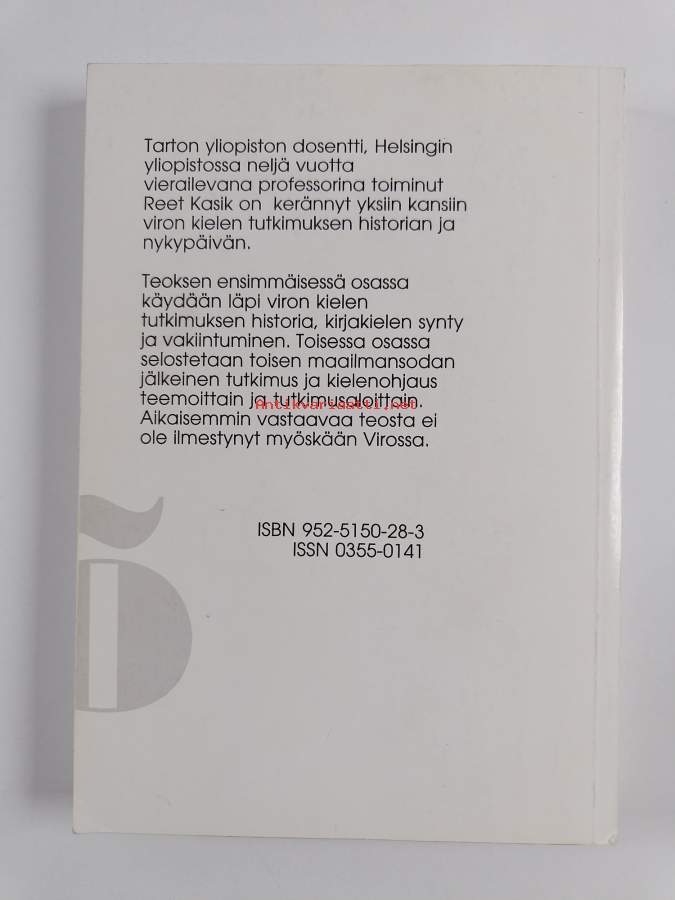 Tarton yliopiston dosentti, Helsingin
yliopistossa neljä vuotta
vierailevana professorina toiminut
Reet Kasik on kerännyt yksiin kansiin
viron kielen tutkimuksen historian ja
nykypäivän.
Teoksen ensimmäisessä osassa
käydään läpi viron kielen
tutkimuksen historia, kirjakielen synty
ja vakiintuminen. Toisessa osassa
selostetaan toisen maailmansodan
jälkeinen tutkimus ja kielenohjaus
teemoittain ja tutkimusaloittain.
Antikvariaatti.net
Aikaisemmin vastaavaa teosta ei
ole ilmestynyt myöskään Virossa.
ISBN 952-5150-28-3
ISSN 0355-0141
õ